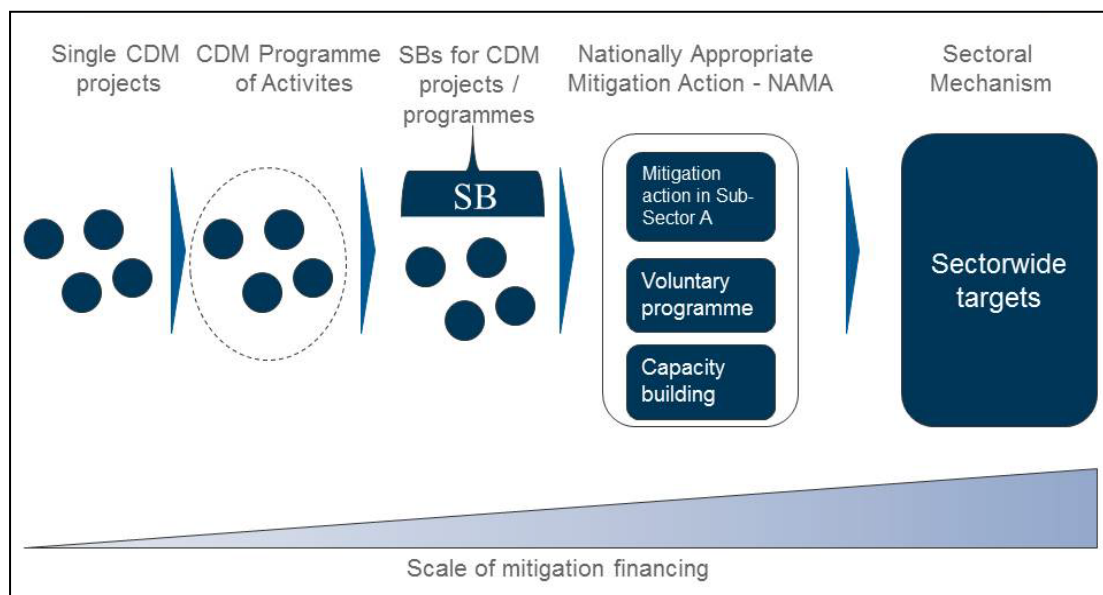 Single CDM
projects
CDM Programme
of Activites
SBs for CDM
projects /
programmes
Nationally Appropriate
Mitigation Action - NAMA
Sectoral
Mechanism
SB
Mitigation
action in Sub-
Sector A
Voluntary
programme
Capacity
building
Sectorwide
targets
Scale of mitigation financing